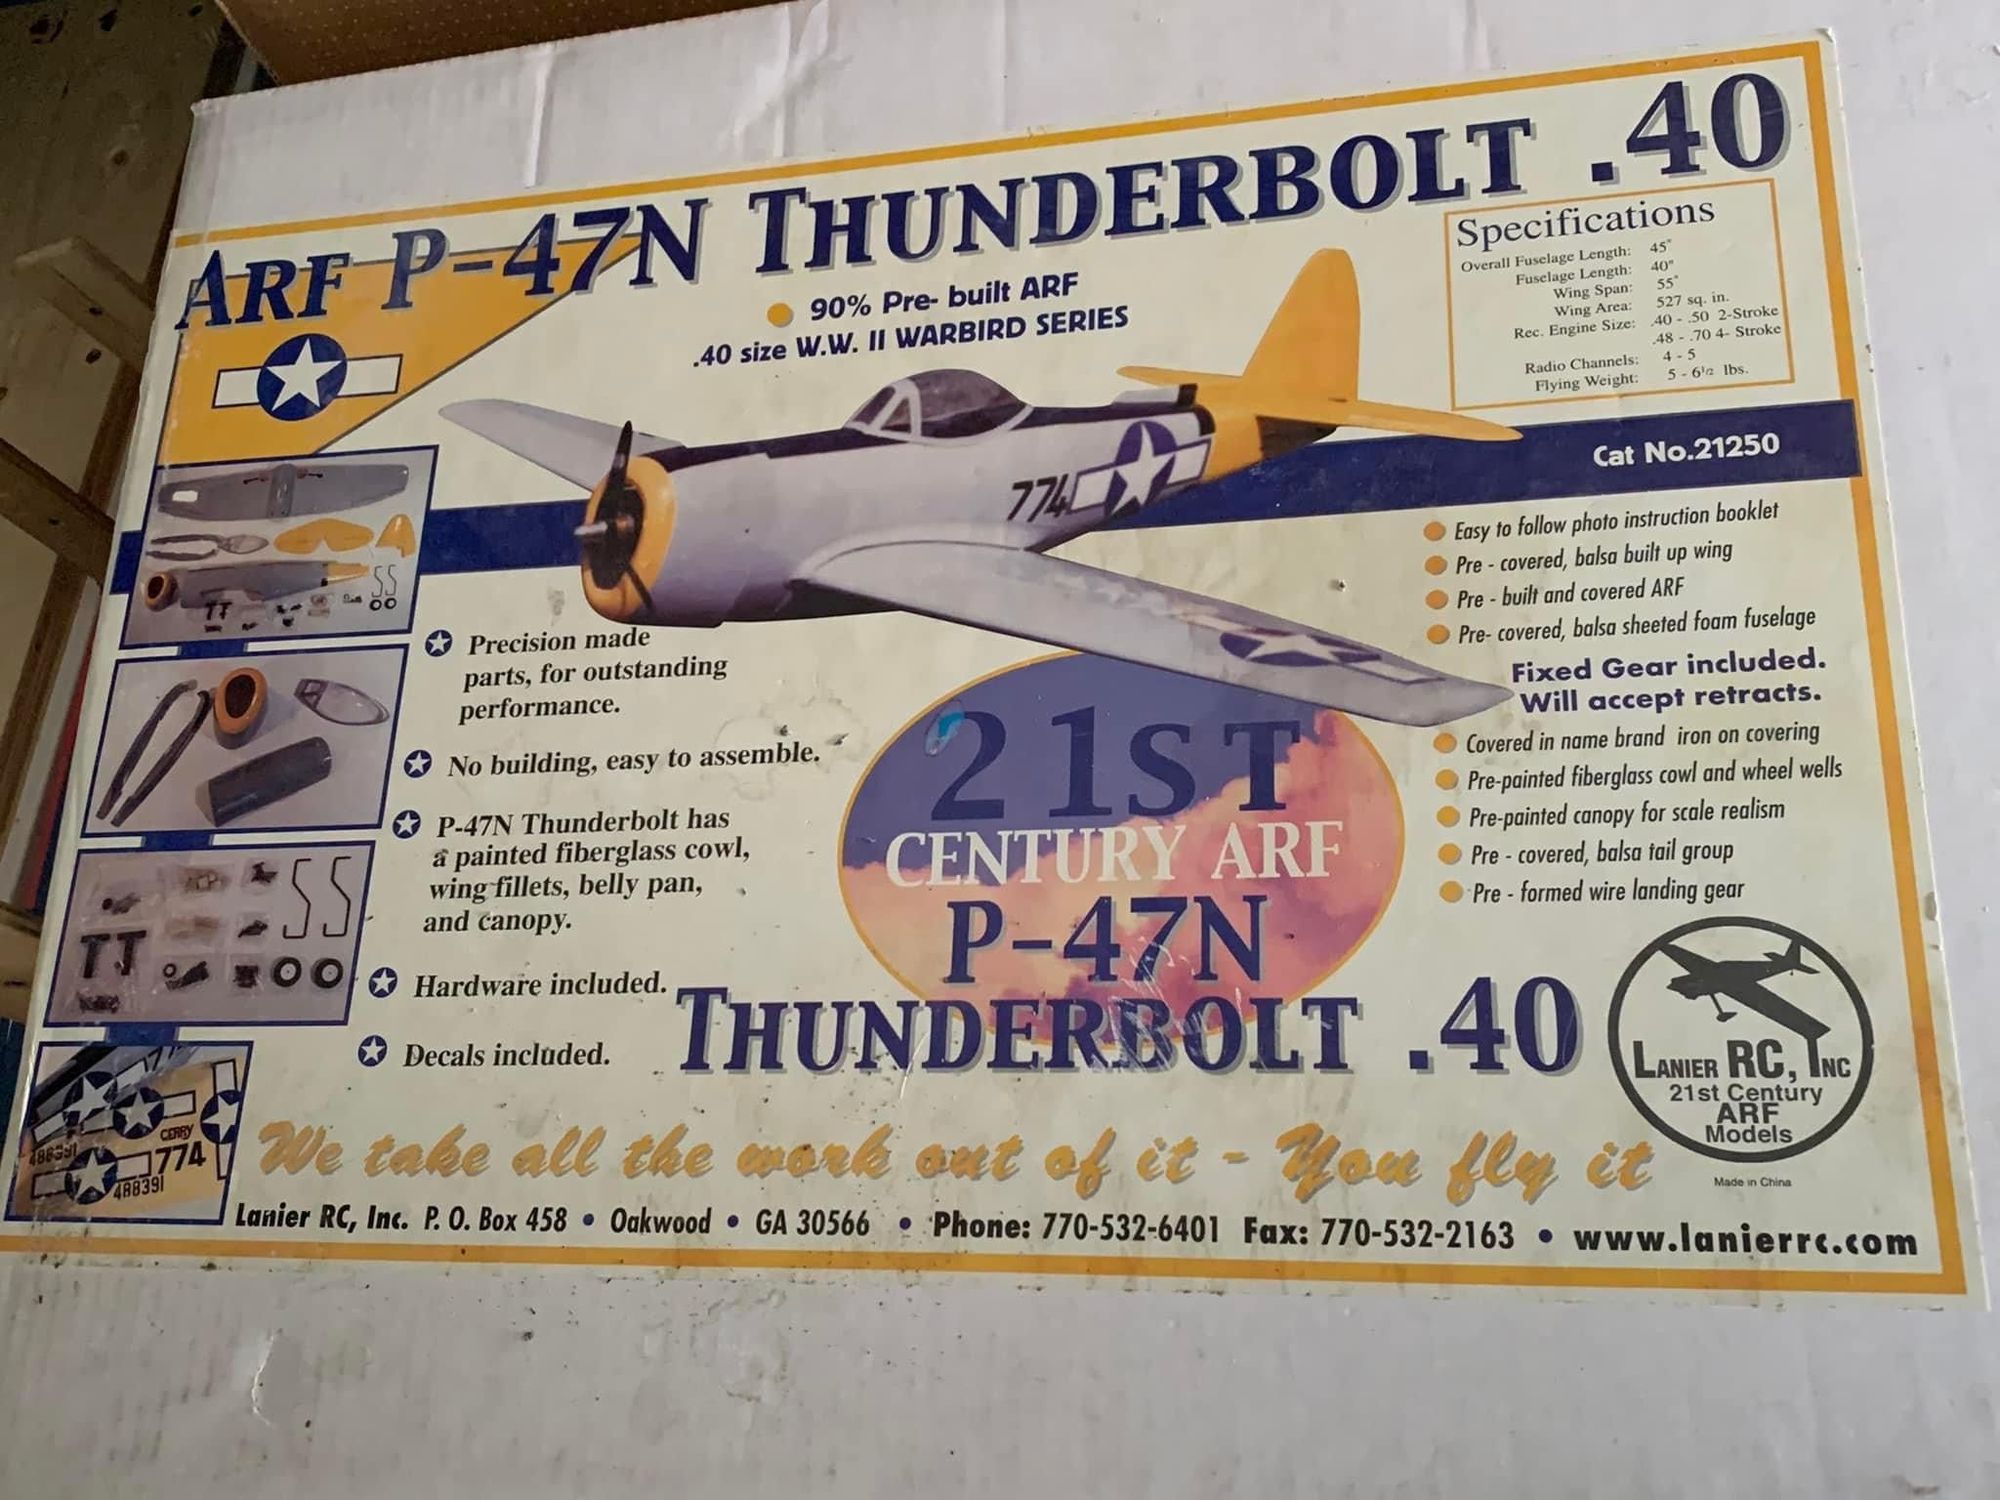 ARF P-47N THUNDERBOLT .40
90% Pre- built ARF
.40 size W.W. II WARBIRD SERIES
Specifications
Overall Fuselage Length: 45"
Fuselage Length: 40"
Wing Span: 55"
Wing Area: 527 sq. in.
Rec. Engine Size: .40 - .50 2-Stroke
.48 - .70 4- Stroke
Radio Channels: 4 - 5
Flying Weight: 5 - 6 1/2 lbs.
Cat No.21250
774
Easy to follow photo instruction booklet
Pre - covered, balsa built up wing
Pre - built and covered ARF
Pre- covered, balsa sheeted foam fuselage
Fixed Gear included.
Will accept retracts.
Covered in name brand iron on covering
Pre-painted fiberglass cowl and wheel wells
Pre-painted canopy for scale realism
Pre - covered, balsa tail group
Pre - formed wire landing gear
Precision made
parts, for outstanding
performance.
No building, easy to assemble.
P-47N Thunderbolt has
a painted fiberglass cowl,
wing fillets, belly pan,
and canopy.
Hardware included.
Decals included.
21ST
CENTURY ARF
P-47N
THUNDERBOLT .40
LANIER RC, INC
21st Century
ARF
Models
Made in China
CERRY
488391
774
488391
We take all the work out of it - You fly it
Lanier RC, Inc. P. O. Box 458 • Oakwood • GA 30566 • Phone: 770-532-6401 Fax: 770-532-2163 • www.lanierrc.com